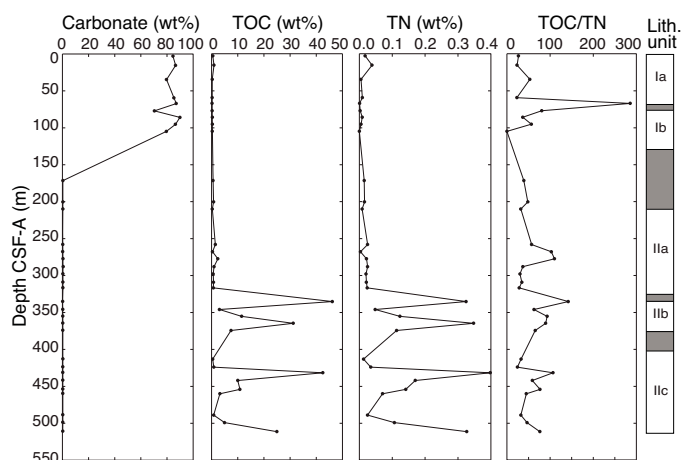 Carbonate (wt%) TOC (wt%) TN (wt%) TOC/TN Lith.
unit
0 20 40 60 80 100 0 10 20 30 40 50 0.0 0.1 0.2 0.3 0.4 0 100 200 300
0
50
100
150
200
250
300
350
400
450
500
550
Depth CSF-A (m)
Ia
Ib
IIa
IIb
IIc